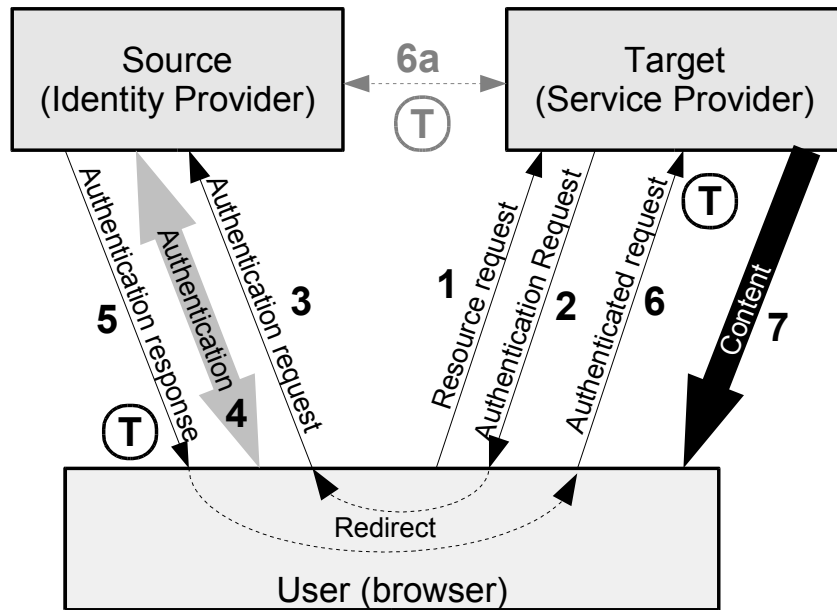 Source
(Identity Provider)
6a
T
Target
(Service Provider)
Authentication response
5
T
Authentication
4
Authentication request
3
Resource request
1
Authentication Request
2
Authenticated request
6
T
Content
7
Redirect
User (browser)